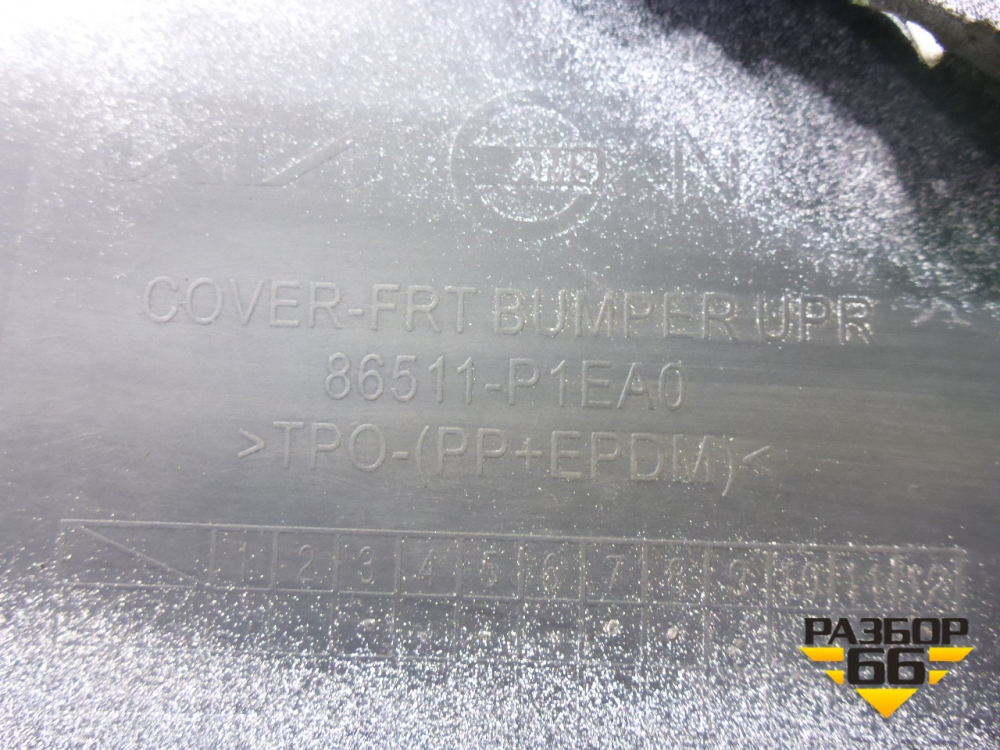 AMS
COVER-FRT BUMPER UPR
86511-P1EA0
>TPO-(PP+EPDM)<
1 2 3 4 5 6 7 8 9 10 11 12
РАЗБОР
66